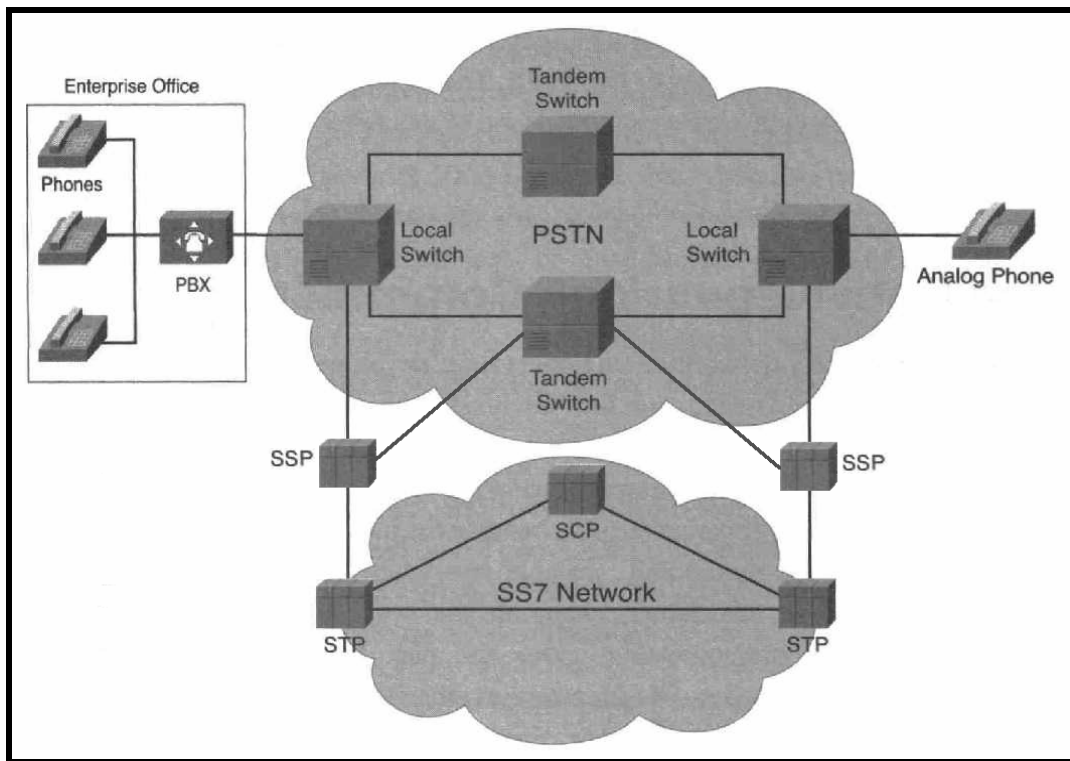 Enterprise Office
Phones
PBX
Tandem
Switch
Local
Switch
PSTN
Local
Switch
Analog Phone
Tandem
Switch
SSP
SSP
SCP
SS7 Network
STP
STP